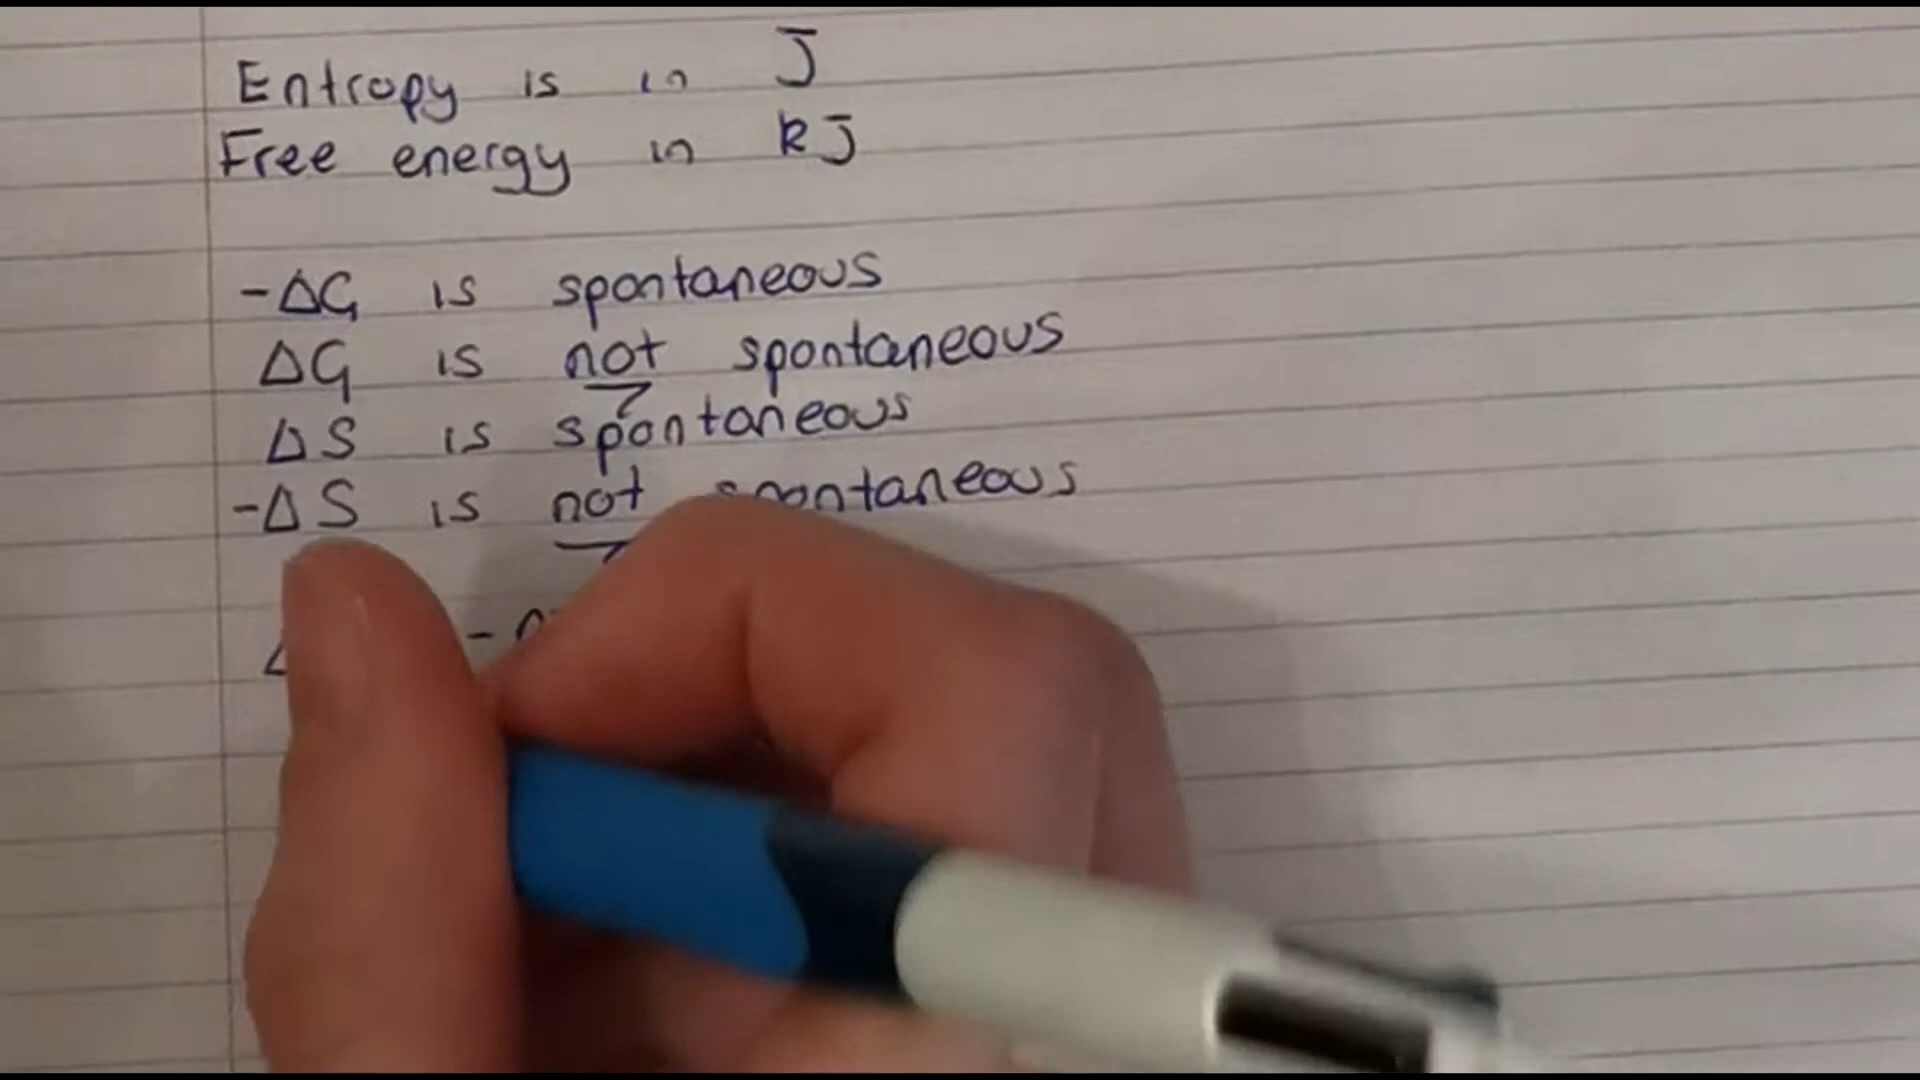 Entropy is in J
Free energy in kJ
-ΔG is spontaneous
ΔG is not spontaneous
ΔS is spontaneous
-ΔS is not spontaneous